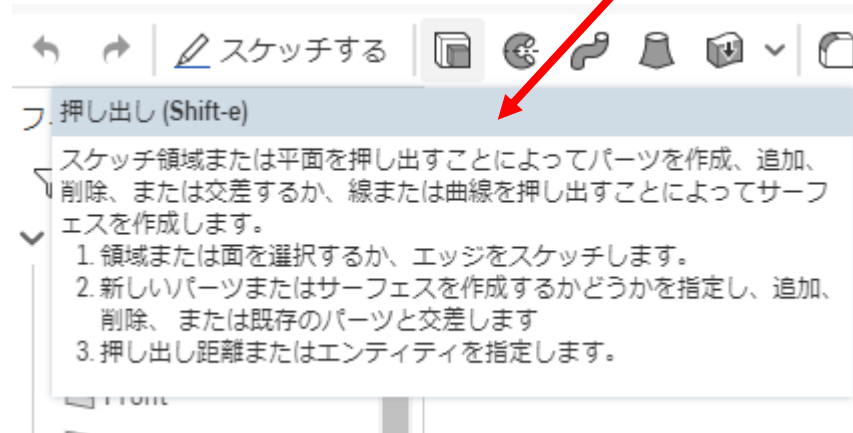 スケッチする
フ
押し出し (Shift-e)
スケッチ領域または平面を押し出すことによってパーツを作成、追加、
削除、または交差するか、線または曲線を押し出すことによってサーフ
ェスを作成します。
1. 領域または面を選択するか、エッジをスケッチします。
2. 新しいパーツまたはサーフェスを作成するかどうかを指定し、追加、
削除、 または既存のパーツと交差します
3. 押し出し距離またはエンティティを指定します。
Front